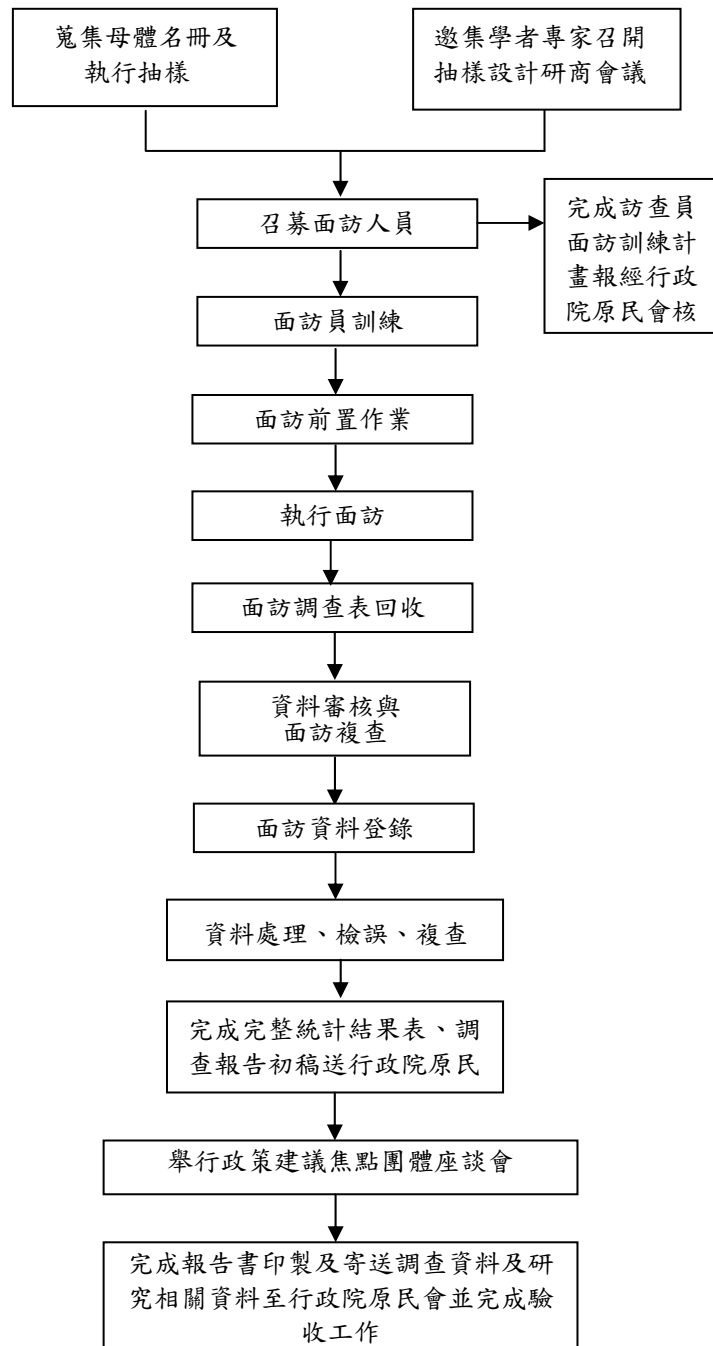 蒐集母體名冊及
執行抽樣
邀集學者專家召開
抽樣設計研商會議
召募面訪人員
完成訪查員
面訪訓練計
畫報經行政
院原民會核
面訪員訓練
面訪前置作業
執行面訪
面訪調查表回收
資料審核與
面訪複查
面訪資料登錄
資料處理、檢誤、複查
完成完整統計結果表、調
查報告初稿送行政院原民
舉行政策建議焦點團體座談會
完成報告書印製及寄送調查資料及研
究相關資料至行政院原民會並完成驗
收工作